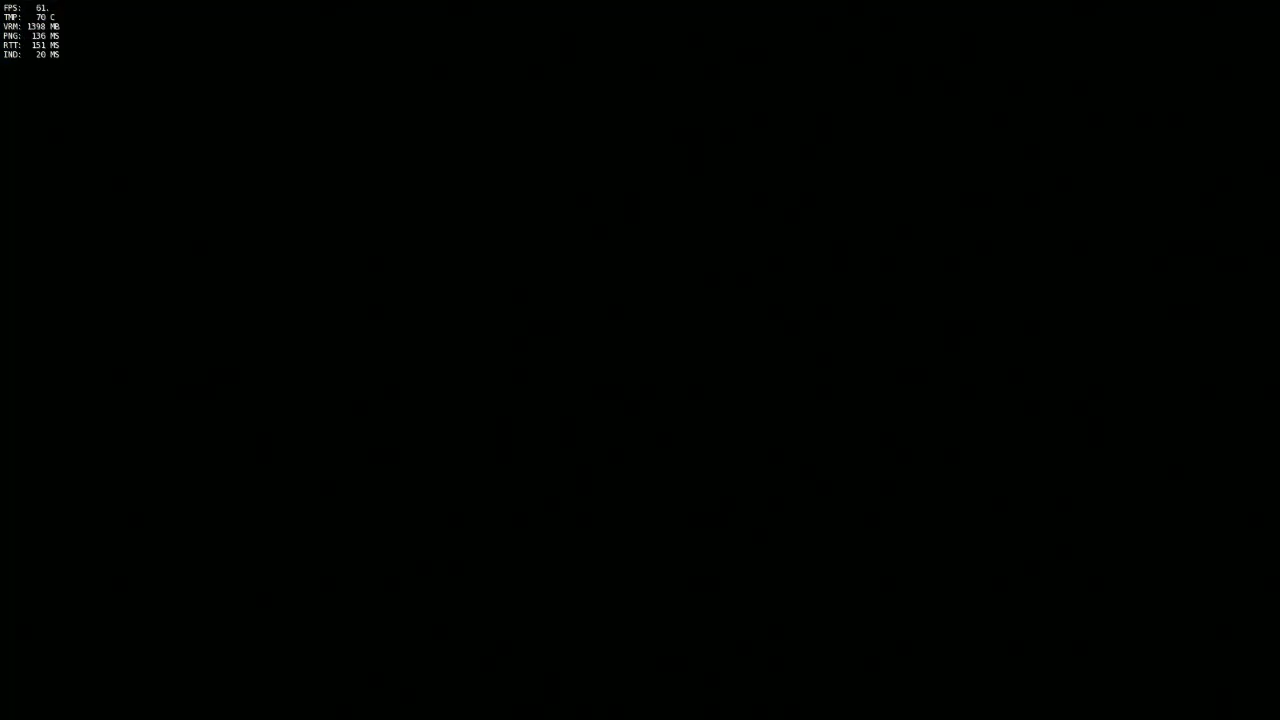 FPS: 61.
TMP: 70 C
VRM: 1398 MB
PNG: 136 MS
RTT: 151 MS
IND: 20 MS